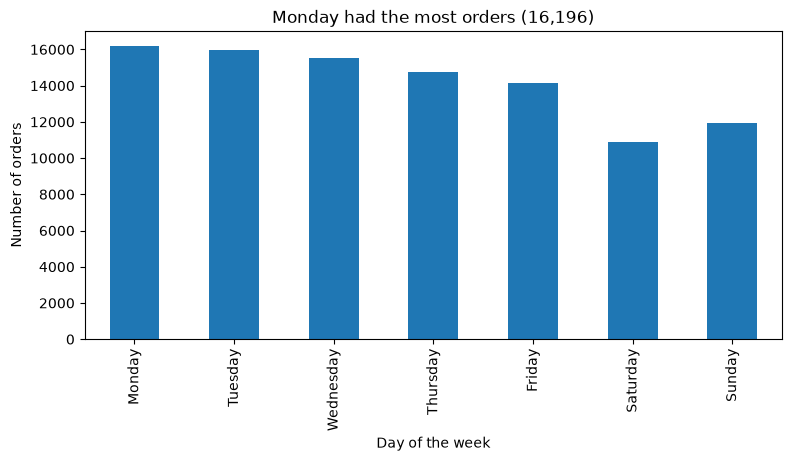 Monday had the most orders (16,196)
Number of orders
16000
14000
12000
10000
8000
6000
4000
2000
0
Monday
Tuesday
Wednesday
Thursday
Friday
Saturday
Sunday
Day of the week